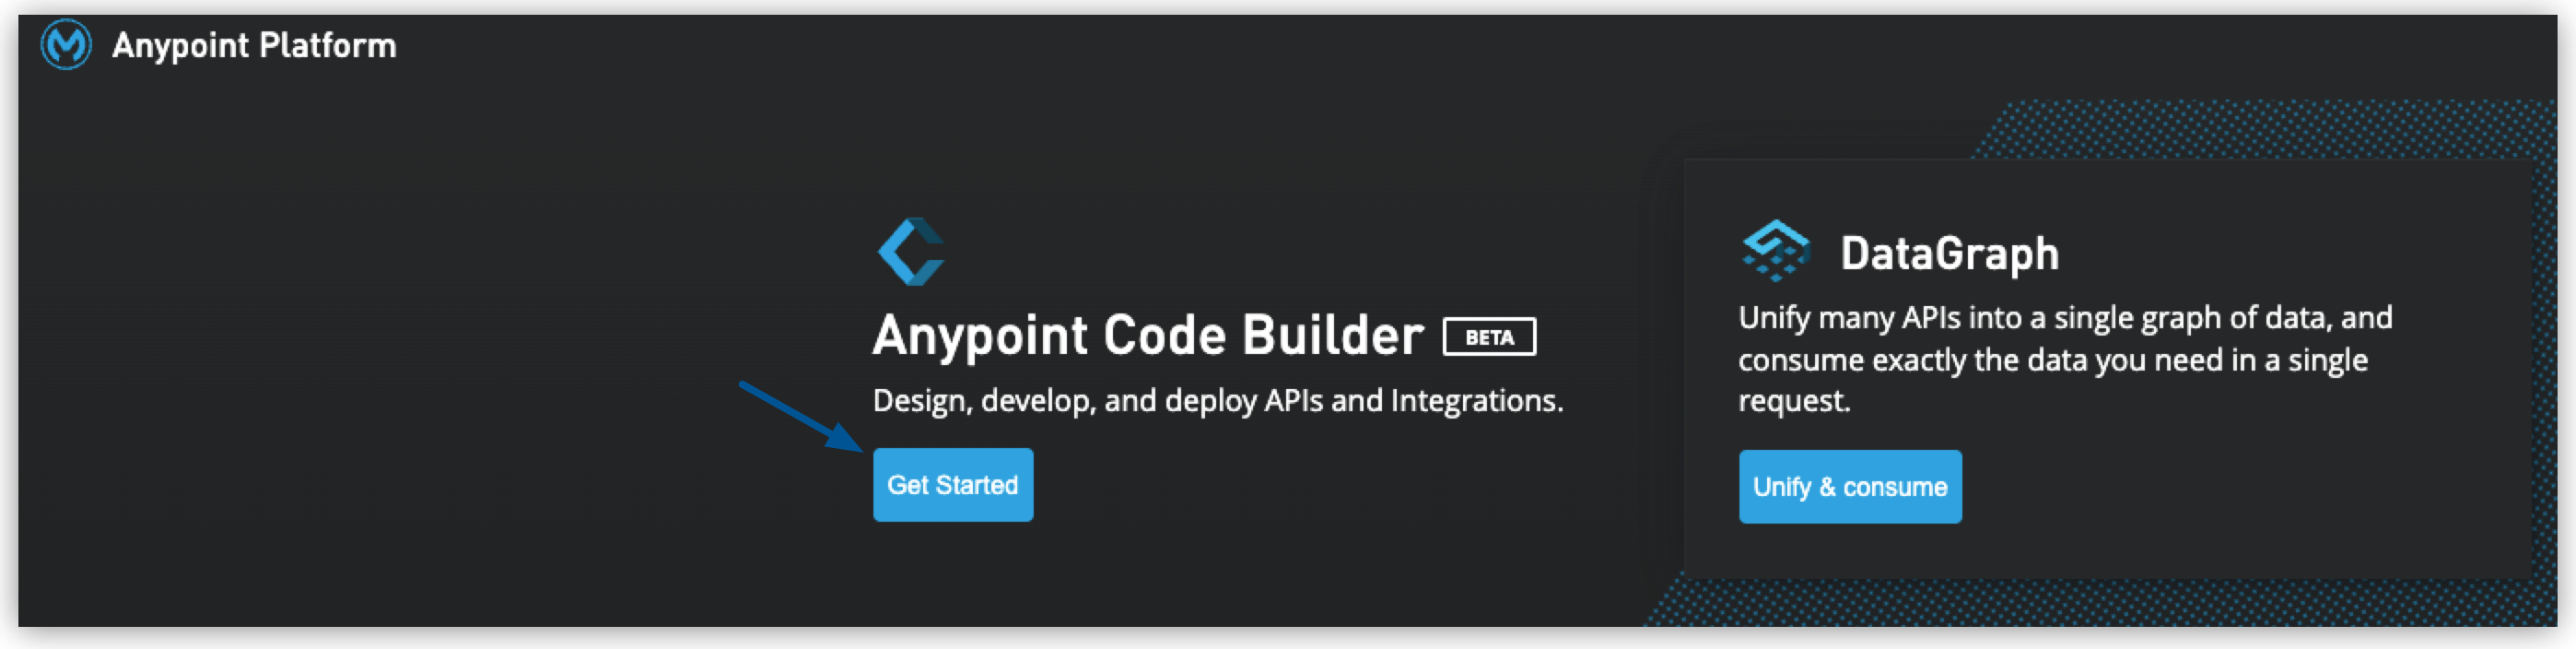 Anypoint Platform
Anypoint Code Builder BETA
Design, develop, and deploy APIs and Integrations.
Get Started
DataGraph
Unify many APIs into a single graph of data, and
consume exactly the data you need in a single
request.
Unify & consume